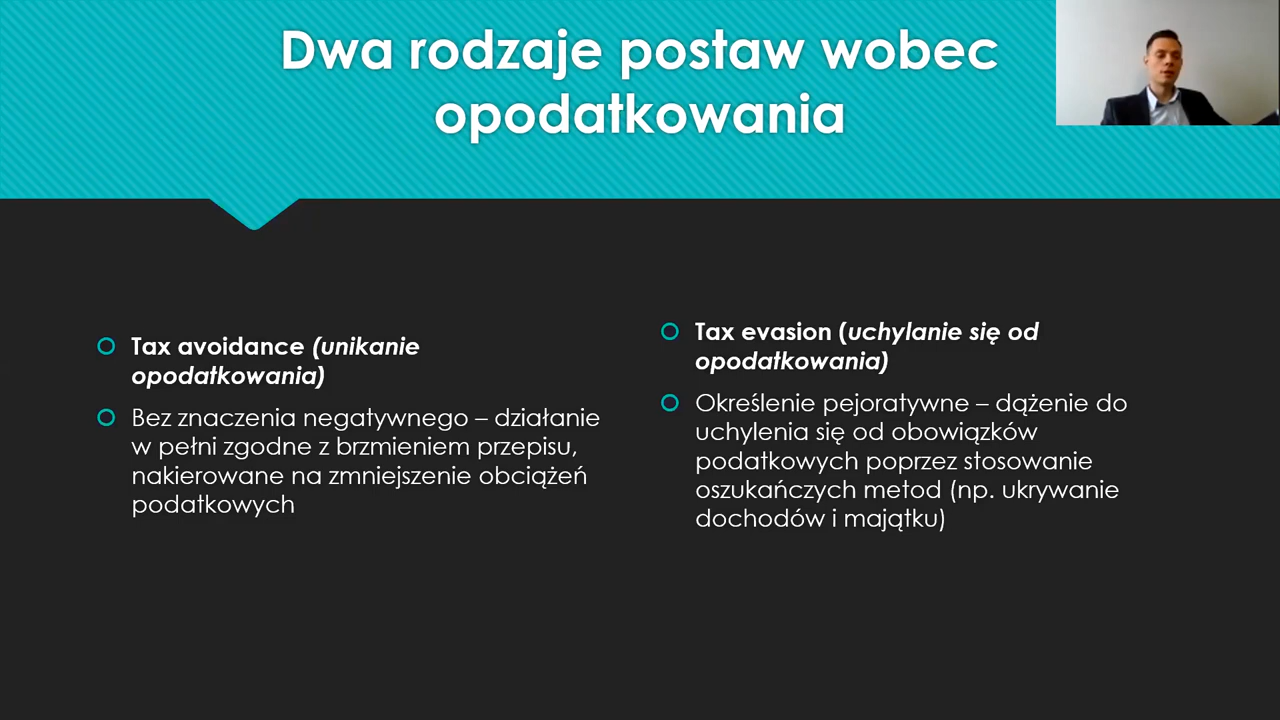 Dwa rodzaje postaw wobec
opodatkowania
Tax avoidance (unikanie
opodatkowania)
Bez znaczenia negatywnego – działanie
w pełni zgodne z brzmieniem przepisu,
nakierowane na zmniejszenie obciążeń
podatkowych
Tax evasion (uchylanie się od
opodatkowania)
Określenie pejoratywne – dążenie do
uchylenia się od obowiązków
podatkowych poprzez stosowanie
oszukańczych metod (np. ukrywanie
dochodów i majątku)